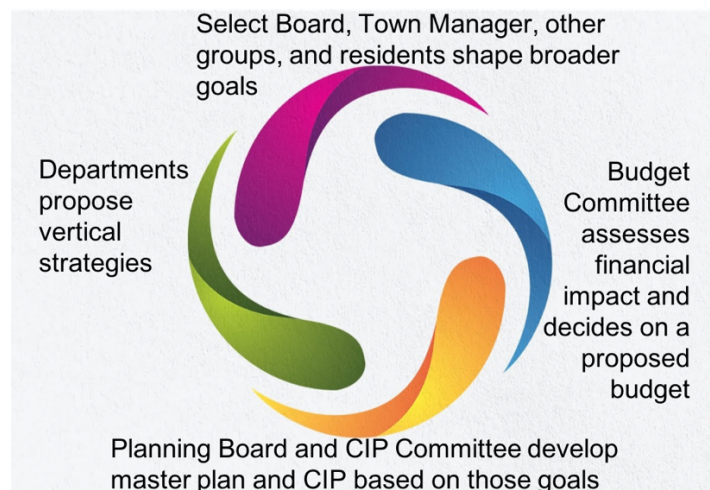 Select Board, Town Manager, other
groups, and residents shape broader
goals
Departments
propose
vertical
strategies
Budget
Committee
assesses
financial
impact and
decides on a
proposed
budget
Planning Board and CIP Committee develop
master plan and CIP based on those goals